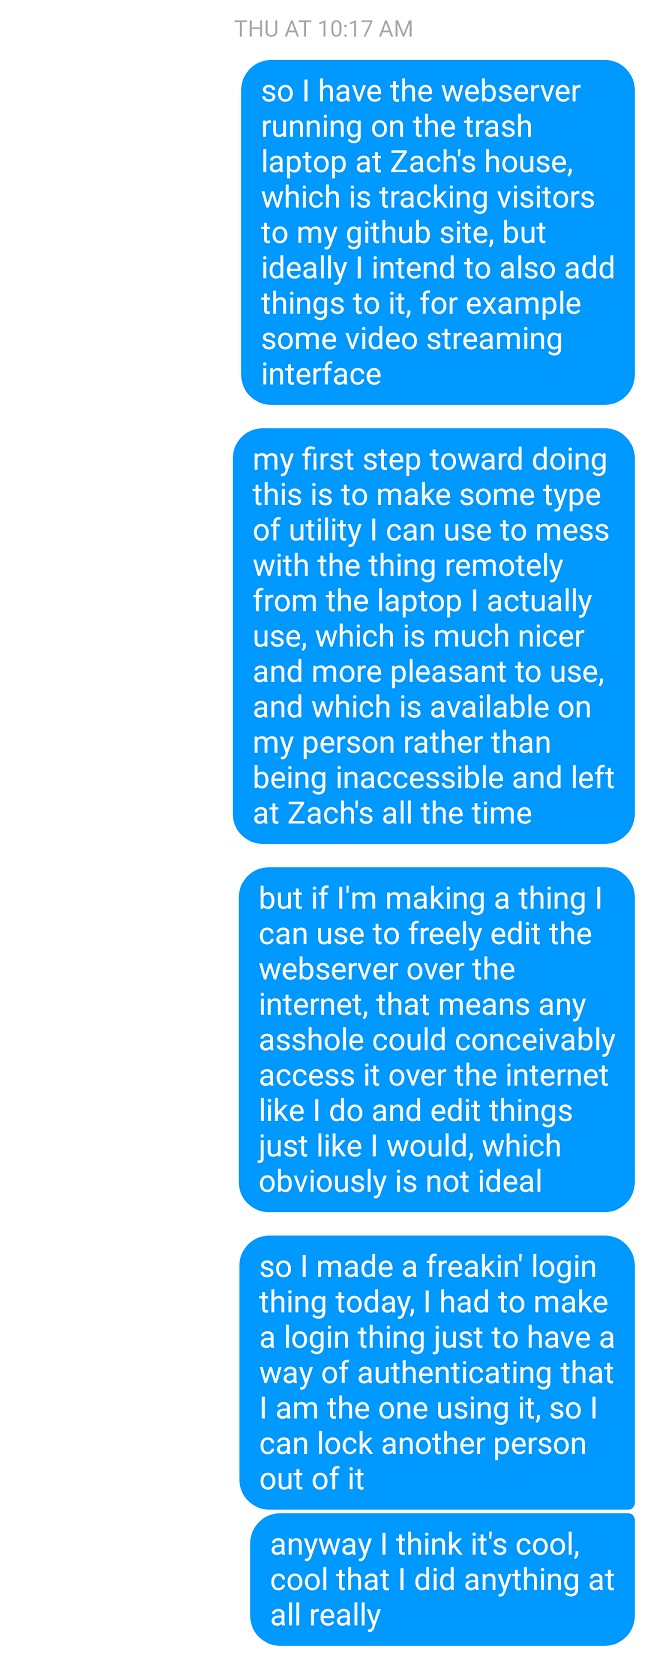 THU AT 10:17 AM
so I have the webserver
running on the trash
laptop at Zach's house,
which is tracking visitors
to my github site, but
ideally I intend to also add
things to it, for example
some video streaming
interface
my first step toward doing
this is to make some type
of utility I can use to mess
with the thing remotely
from the laptop I actually
use, which is much nicer
and more pleasant to use,
and which is available on
my person rather than
being inaccessible and left
at Zach's all the time
but if I'm making a thing I
can use to freely edit the
webserver over the
internet, that means any
asshole could conceivably
access it over the internet
like I do and edit things
just like I would, which
obviously is not ideal
so I made a freakin' login
thing today, I had to make
a login thing just to have a
way of authenticating that
I am the one using it, so I
can lock another person
out of it
anyway I think it's cool,
cool that I did anything at
all really